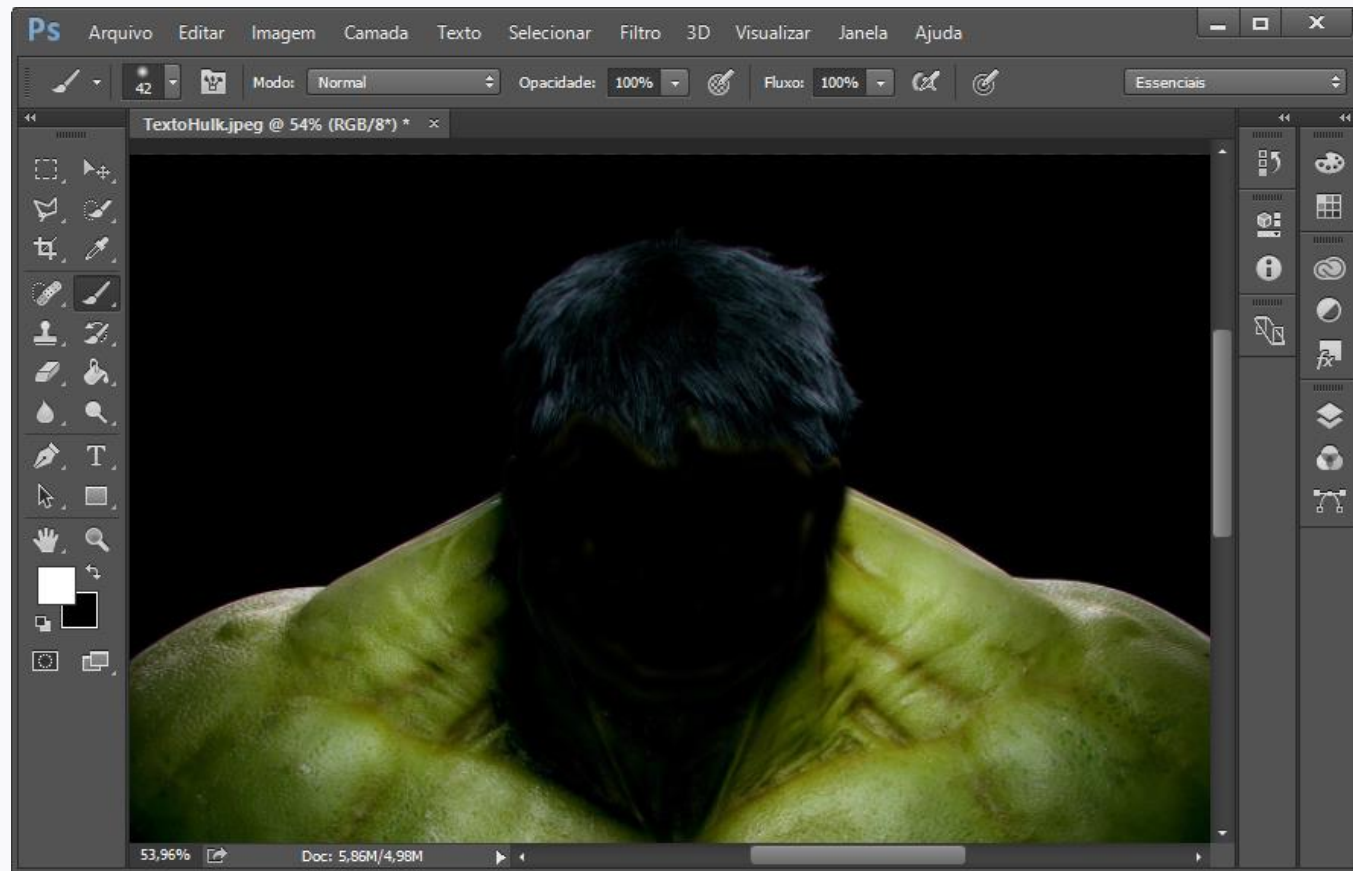 Ps Arquivo Editar Imagem Camada Texto Selecionar Filtro 3D Visualizar Janela Ajuda
42 Modo: Normal Opacidade: 100% Fluxo: 100% Essenciais
TextoHulk.jpeg @ 54% (RGB/8*) * ×
T
fx
53,96% Doc: 5,86M/4,98M